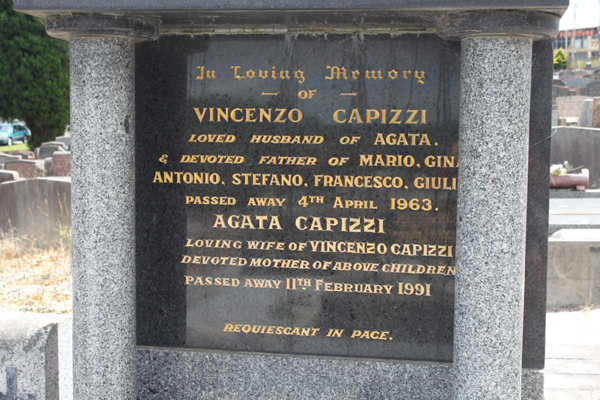 In Loving Memory
— OF —
VINCENZO CAPIZZI
LOVED HUSBAND OF AGATA.
& DEVOTED FATHER OF MARIO, GINA
ANTONIO, STEFANO, FRANCESCO, GIULI
PASSED AWAY 4TH APRIL 1963.
AGATA CAPIZZI
LOVING WIFE OF VINCENZO CAPIZZI
DEVOTED MOTHER OF ABOVE CHILDREN
PASSED AWAY 11TH FEBRUARY 1991
REQUIESCANT IN PACE.